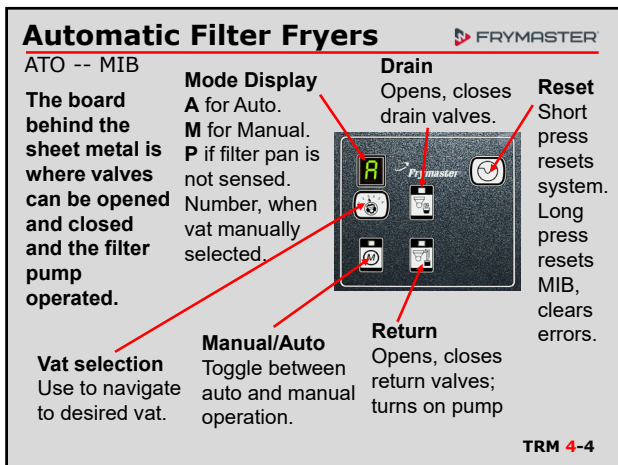 Automatic Filter Fryers
FRYMASTER
ATO -- MIB
The board
behind the
sheet metal is
where valves
can be opened
and closed
and the filter
pump
operated.
Mode Display
A for Auto.
M for Manual.
P if filter pan is
not sensed.
Number, when
vat manually
selected.
Drain
Opens, closes
drain valves.
Reset
Short
press
resets
system.
Long
press
resets
MIB,
clears
errors.
A
Frymaster
M
Vat selection
Use to navigate
to desired vat.
Manual/Auto
Toggle between
auto and manual
operation.
Return
Opens, closes
return valves;
turns on pump
TRM 4-4